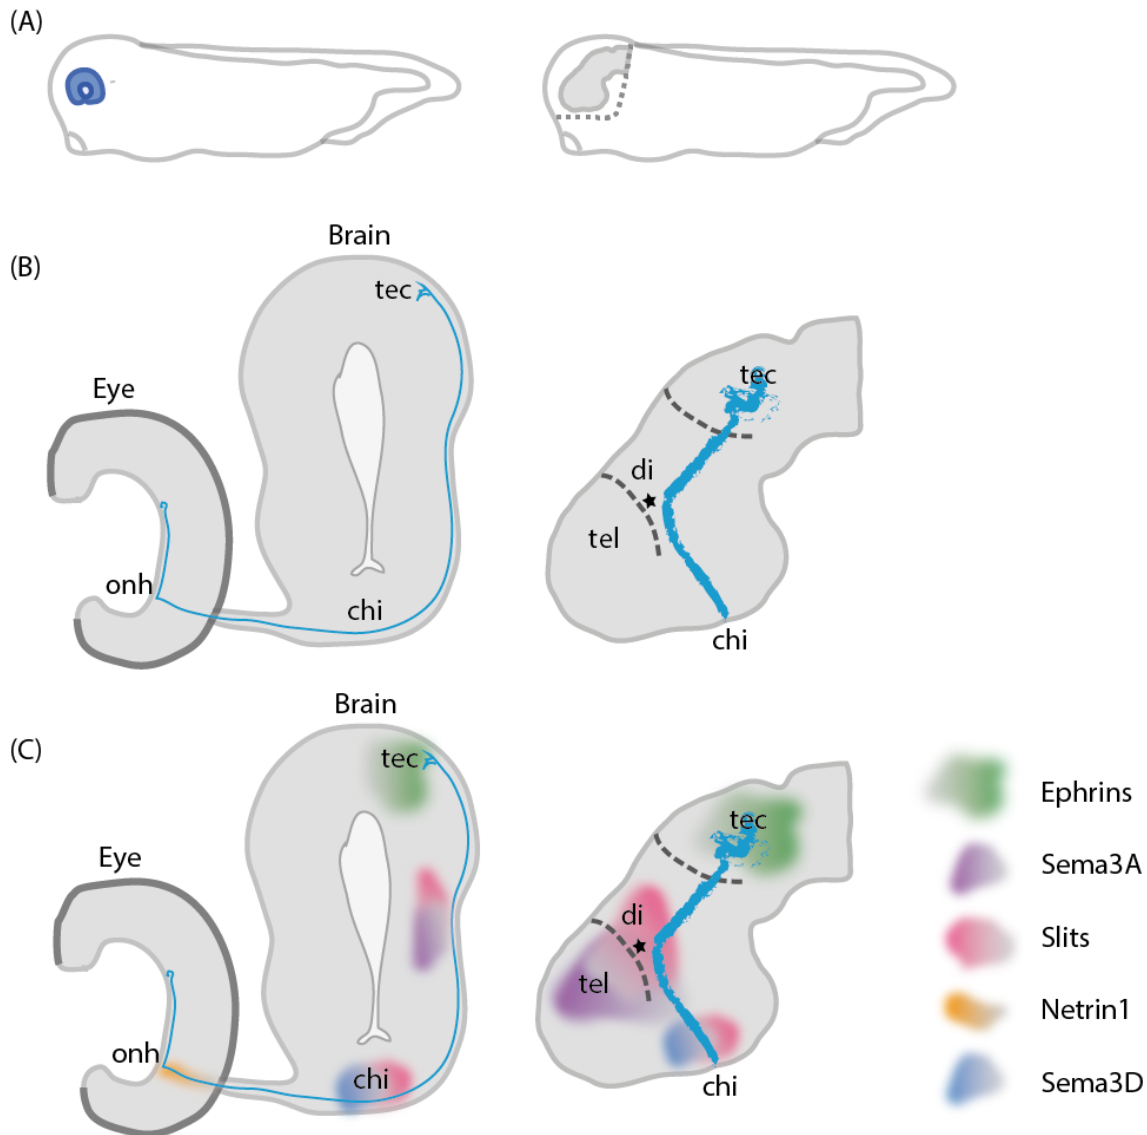 (A)
(B)
Brain
tec
Eye
onh
chi
tec
di
tel
chi
(C)
Brain
tec
Eye
onh
chi
tec
di
tel
chi
Ephrins
Sema3A
Slits
Netrin1
Sema3D